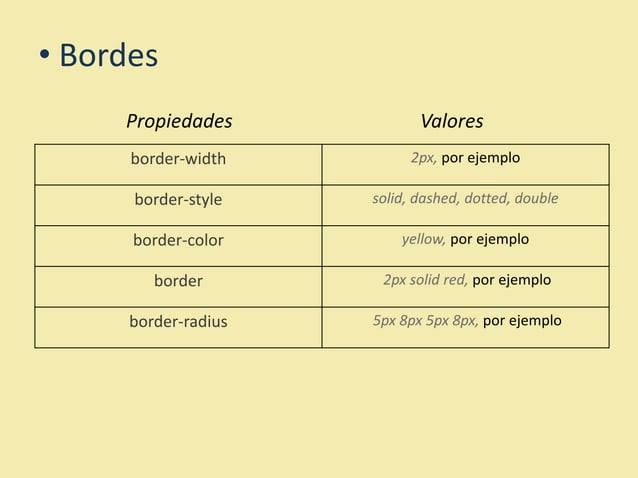 • Bordes
Propiedades Valores
border-width 2px, por ejemplo
border-style solid, dashed, dotted, double
border-color yellow, por ejemplo
border 2px solid red, por ejemplo
border-radius 5px 8px 5px 8px, por ejemplo